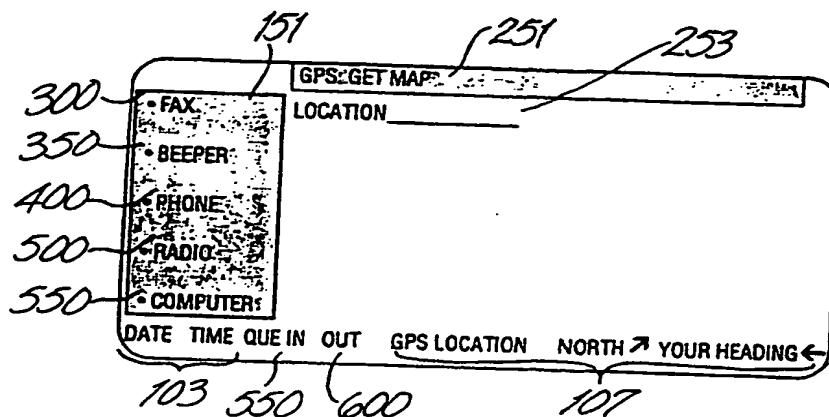 151 251 253
GPS:GET MAP
300 • FAX LOCATION
350 • BEEPER
400 • PHONE
500 • RADIO
550 • COMPUTER
DATE TIME QUE IN OUT GPS LOCATION NORTH ↗ YOUR HEADING ←
103 550 600 107